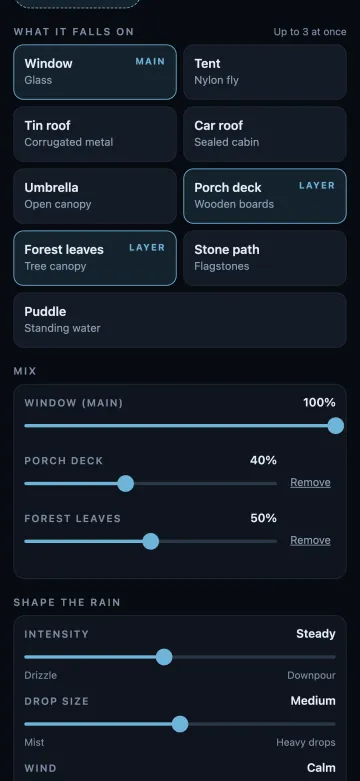 WHAT IT FALLS ON
Up to 3 at once
Window
MAIN
Glass
Tent
Nylon fly
Tin roof
Corrugated metal
Car roof
Sealed cabin
Umbrella
Open canopy
Porch deck
LAYER
Wooden boards
Forest leaves
LAYER
Tree canopy
Stone path
Flagstones
Puddle
Standing water
MIX
WINDOW (MAIN)
100%
PORCH DECK
40%
Remove
FOREST LEAVES
50%
Remove
SHAPE THE RAIN
INTENSITY
Steady
Drizzle
Downpour
DROP SIZE
Medium
Mist
Heavy drops
WIND
Calm